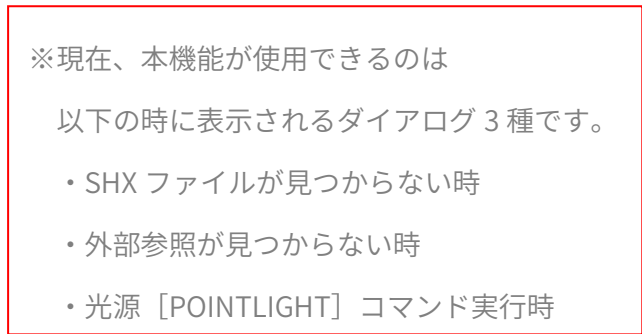 ※現在、本機能が使用できるのは
以下の時に表示されるダイアログ 3 種です。
・SHX ファイルが見つからない時
・外部参照が見つからない時
・光源［POINTLIGHT］コマンド実行時